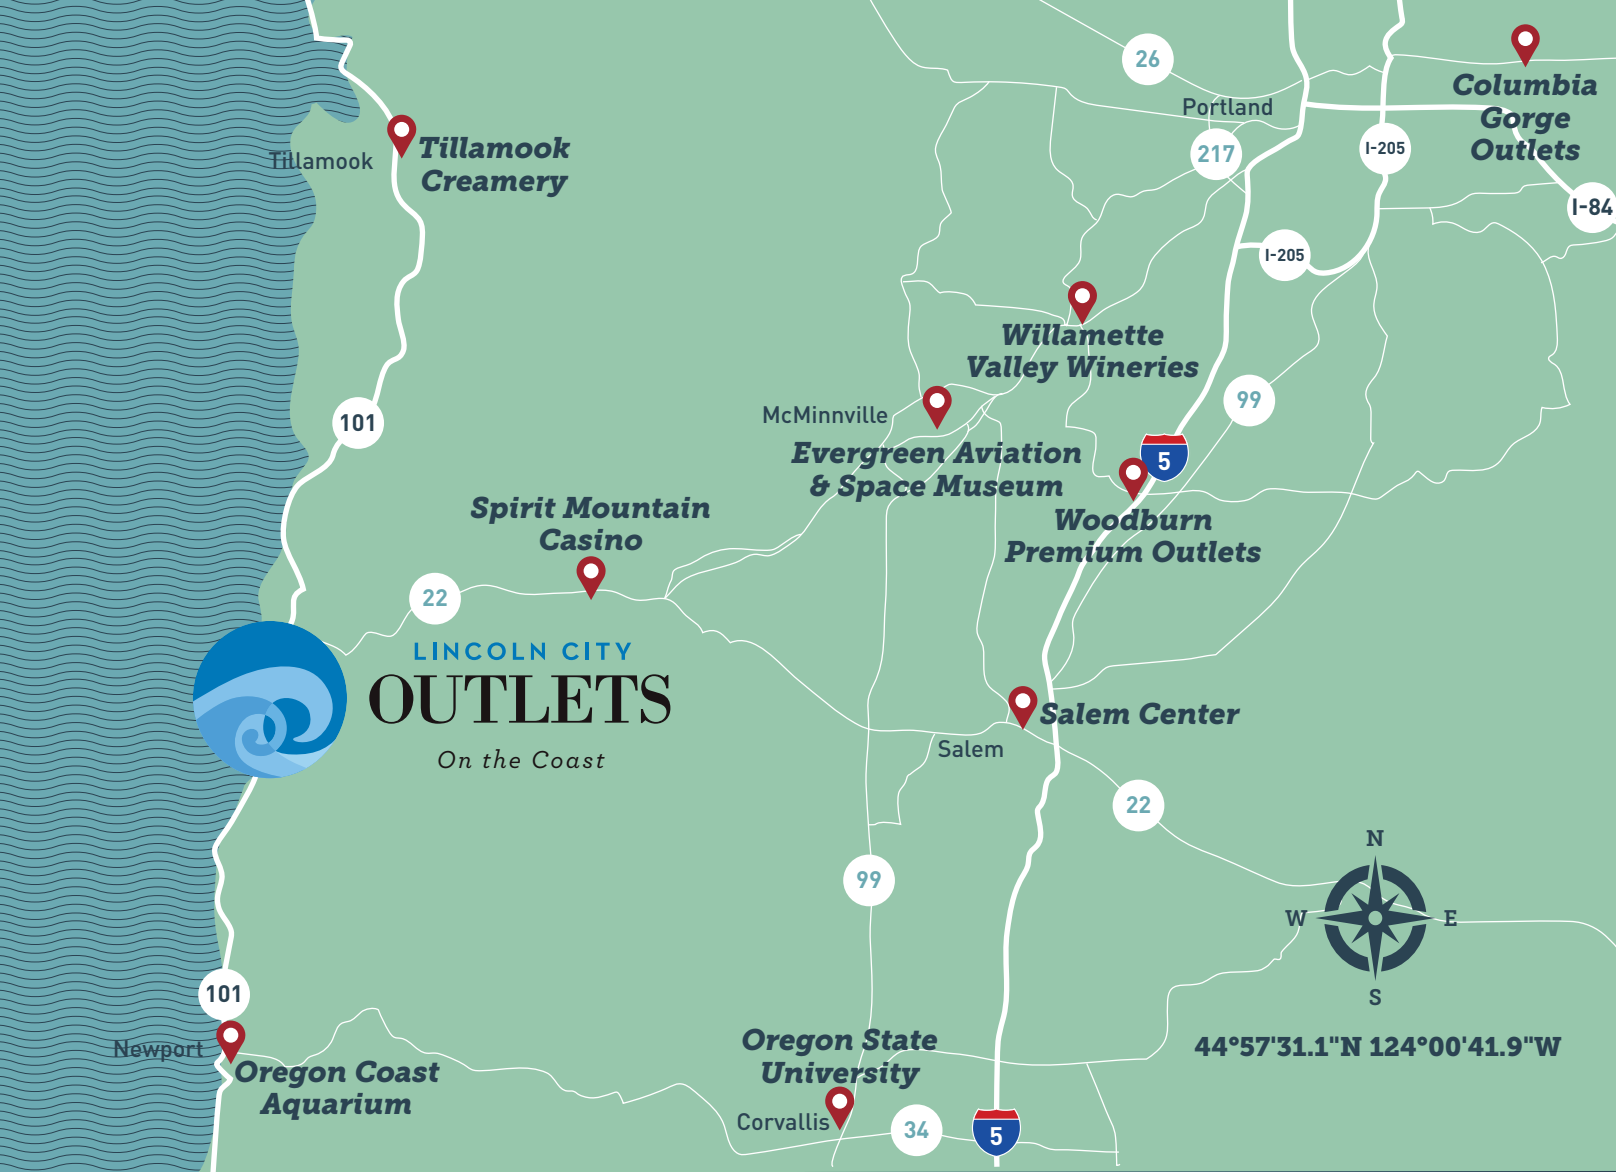 26
Columbia
Gorge
Outlets
Portland
217
I-205
I-84
Tillamook
Tillamook
Creamery
I-205
Willamette
Valley Wineries
101
McMinnville
99
Evergreen Aviation
& Space Museum
5
Woodburn
Premium Outlets
Spirit Mountain
Casino
22
LINCOLN CITY
OUTLETS
On the Coast
Salem Center
Salem
22
99
N
W
E
S
44°57'31.1"N 124°00'41.9"W
101
Newport
Oregon Coast
Aquarium
Oregon State
University
Corvallis
34
5